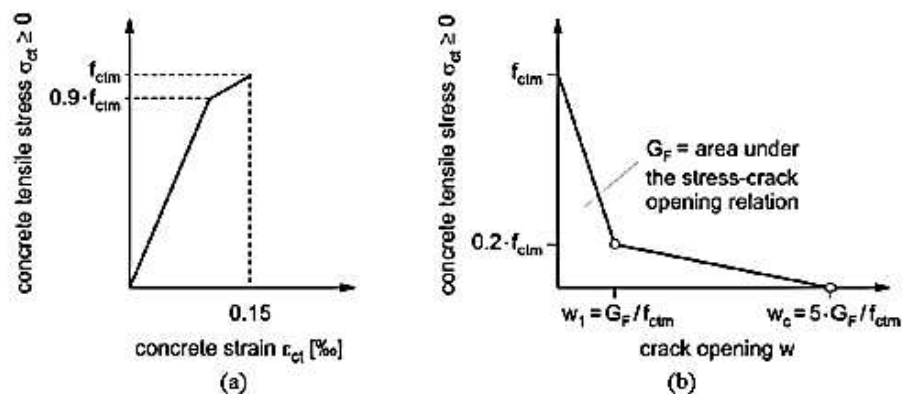 concrete tensile stress σct ≥ 0
fctm
0.9·fctm
0.15
concrete strain εct [‰]
(a)
concrete tensile stress σct ≥ 0
fctm
GF = area under
the stress-crack
opening relation
0.2·fctm
w1 = GF / fctm
wc = 5·GF / fctm
crack opening w
(b)